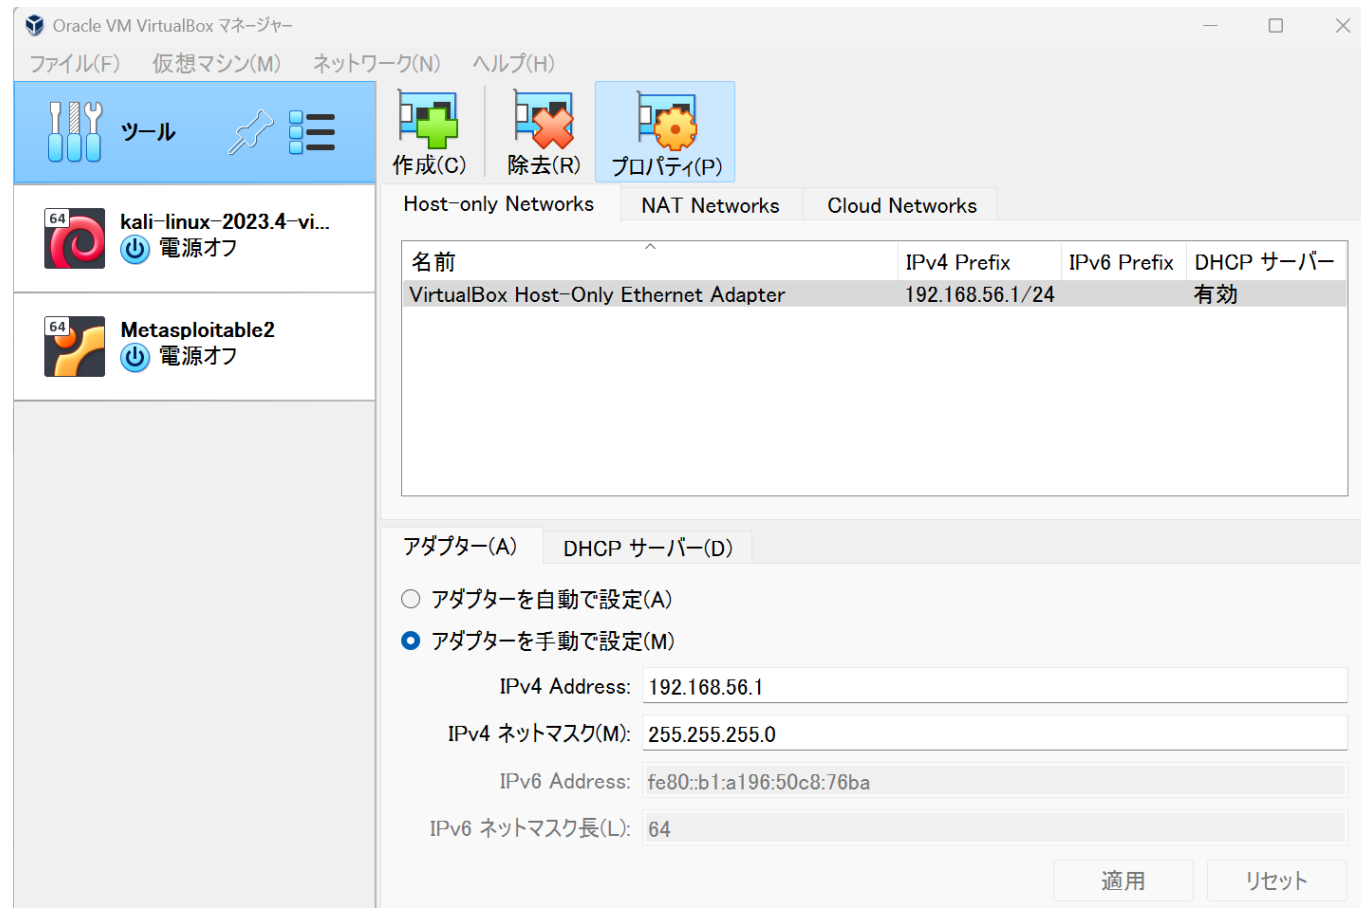 Oracle VM VirtualBox マネージャー
ファイル(F) 仮想マシン(M) ネットワーク(N) ヘルプ(H)
ツール
作成(C) 除去(R) プロパティ(P)
Host-only Networks NAT Networks Cloud Networks
64
kali-linux-2023.4-vi...
電源オフ
名前 IPv4 Prefix IPv6 Prefix DHCP サーバー
VirtualBox Host-Only Ethernet Adapter 192.168.56.1/24 有効
64
Metasploitable2
電源オフ
アダプター(A) DHCP サーバー(D)
アダプターを自動で設定(A)
アダプターを手動で設定(M)
IPv4 Address: 192.168.56.1
IPv4 ネットマスク(M): 255.255.255.0
IPv6 Address: fe80::b1:a196:50c8:76ba
IPv6 ネットマスク長(L): 64
適用 リセット